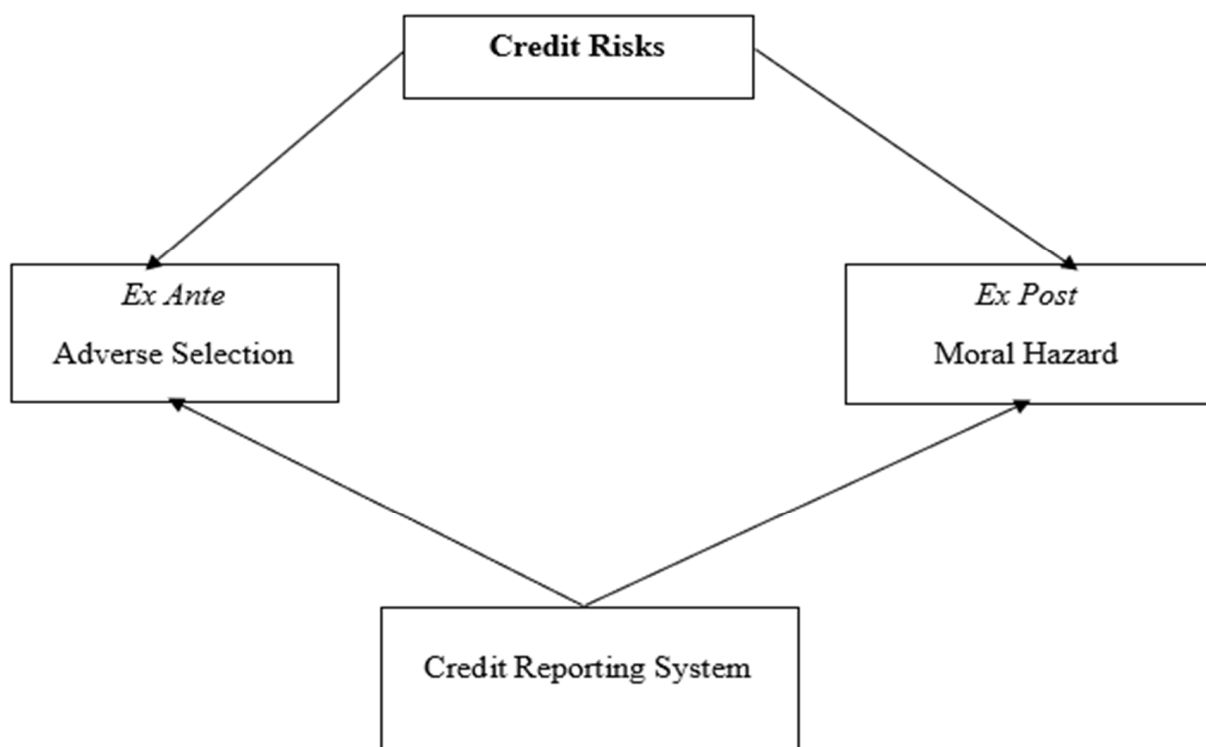 Credit Risks
Ex Ante
Adverse Selection
Ex Post
Moral Hazard
Credit Reporting System